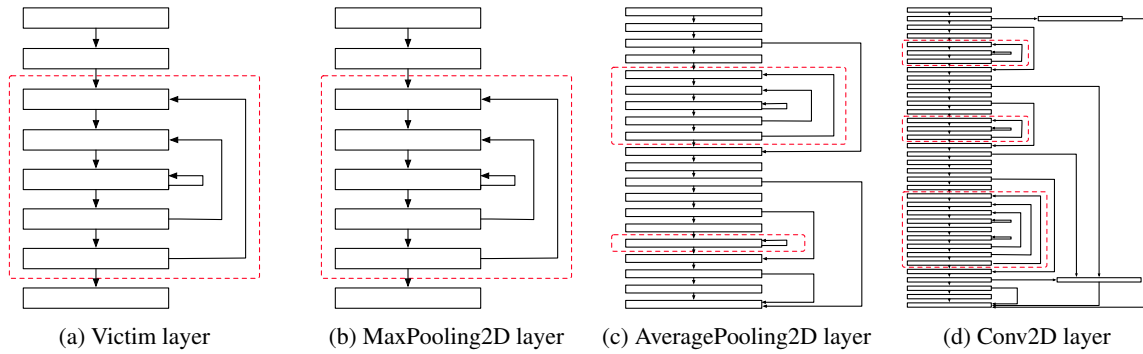 (a) Victim layer
(b) MaxPooling2D layer
(c) AveragePooling2D layer
(d) Conv2D layer